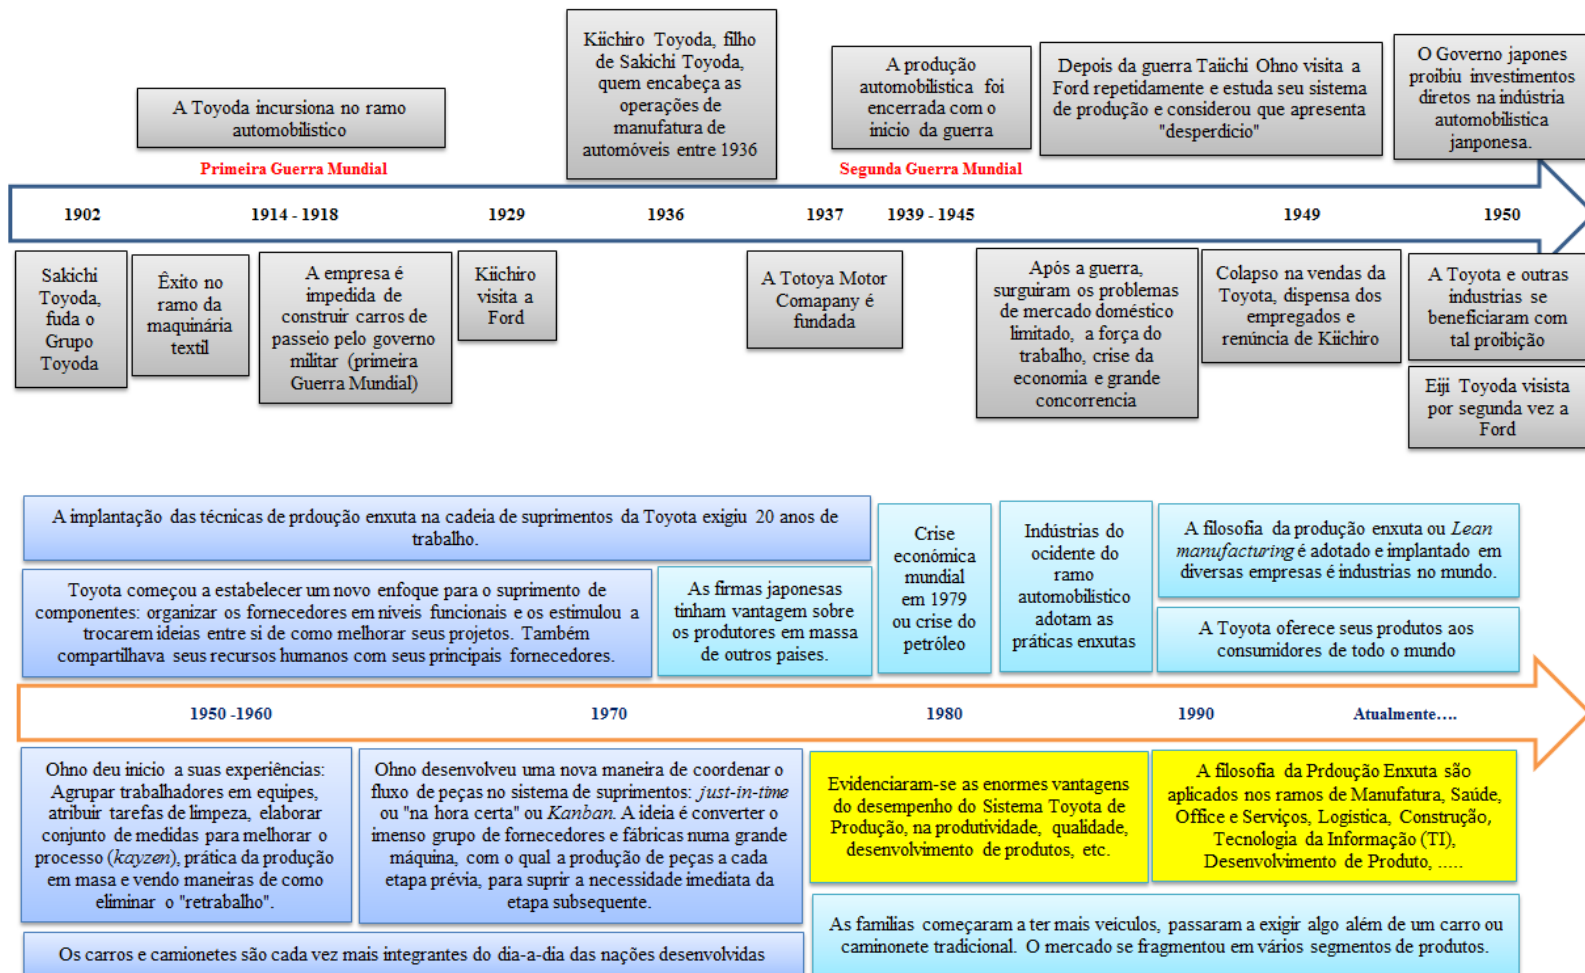 Kiichiro Toyoda, filho
de Sakichi Toyoda,
quem encabeça as
operações de
manufatura de
automóveis entre 1936
A Toyoda incursiona no ramo
automobilistico
A produção
automobilistica foi
encerrada com o
inicio da guerra
Depois da guerra Taiichi Ohno visita a
Ford repetidamente e estuda seu sistema
de produção e considerou que apresenta
"desperdicio"
O Governo japones
proibiu investimentos
diretos na indústria
automobilistica
janponesa.
Primeira Guerra Mundial
Segunda Guerra Mundial
1902
1914 - 1918
1929
1936
1937
1939 - 1945
1949
1950
Sakichi
Toyoda,
fuda o
Grupo
Toyoda
Êxito no
ramo da
maquinária
textil
A empresa é
impedida de
construir carros de
passeio pelo governo
militar (primeira
Guerra Mundial)
Kiichiro
visita a
Ford
A Totoya Motor
Comapany é
fundada
Após a guerra,
surguiram os problemas
de mercado doméstico
limitado, a força do
trabalho, crise da
economia e grande
concorrencia
Colapso na vendas da
Toyota, dispensa dos
empregados e
renúncia de Kiichiro
A Toyota e outras
industrias se
beneficiaram com
tal proibição
Eiji Toyoda visista
por segunda vez a
Ford
A implantação das técnicas de prdoução enxuta na cadeia de suprimentos da Toyota exigiu 20 anos de
trabalho.
Toyota começou a estabelecer um novo enfoque para o suprimento de
componentes: organizar os fornecedores em niveis funcionais e os estimulou a
trocarem ideias entre si de como melhorar seus projetos. Também
compartilhava seus recursos humanos com seus principais fornecedores.
As firmas japonesas
tinham vantagem sobre
os produtores em massa
de outros países.
Crise
económica
mundial
em 1979
ou crise do
petróleo
Indústrias do
ocidente do
ramo
automobilistico
adotam as
práticas enxutas
A filosofia da produção enxuta ou Lean
manufacturing é adotado e implantado em
diversas empresas é industrias no mundo.
A Toyota oferece seus produtos aos
consumidores de todo o mundo
1950 -1960
1970
1980
1990
Atualmente....
Ohno deu início a suas experiências:
Agrupar trabalhadores em equipes,
atribuir tarefas de limpeza, elaborar
conjunto de medidas para melhorar o
processo (kayzen), prática da produção
em masa e vendo maneiras de como
eliminar o "retrabalho".
Ohno desenvolveu uma nova maneira de coordenar o
fluxo de peças no sistema de suprimentos: just-in-time
ou "na hora certa" ou Kanban. A ideia é converter o
imenso grupo de fornecedores e fábricas numa grande
máquina, com o qual a produção de peças a cada
etapa prévia, para suprir a necessidade imediata da
etapa subsequente.
Evidenciaram-se as enormes vantagens
do desempenho do Sistema Toyota de
Produção, na produtividade, qualidade,
desenvolvimento de produtos, etc.
A filosofia da Prdoução Enxuta são
aplicados nos ramos de Manufatura, Saúde,
Office e Serviços, Logistica, Construção,
Tecnologia da Informação (TI),
Desenvolvimento de Produto, .....
Os carros e camionetes são cada vez mais integrantes do dia-a-dia das nações desenvolvidas
As familias começaram a ter mais veiculos, passaram a exigir algo além de um carro ou
caminonete tradicional. O mercado se fragmentou em vários segmentos de produtos.